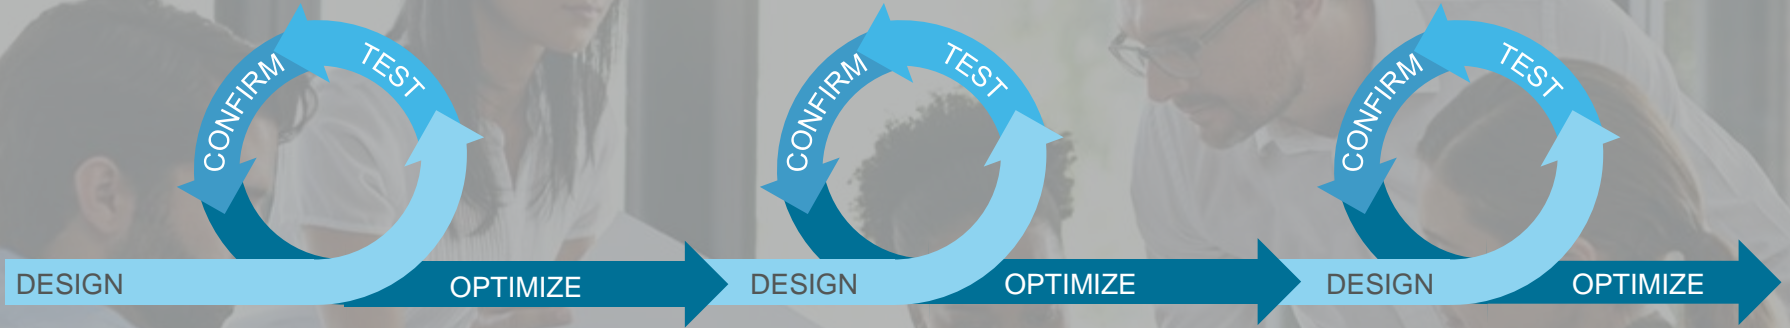 DESIGN
TEST
CONFIRM
OPTIMIZE
DESIGN
TEST
CONFIRM
OPTIMIZE
DESIGN
TEST
CONFIRM
OPTIMIZE